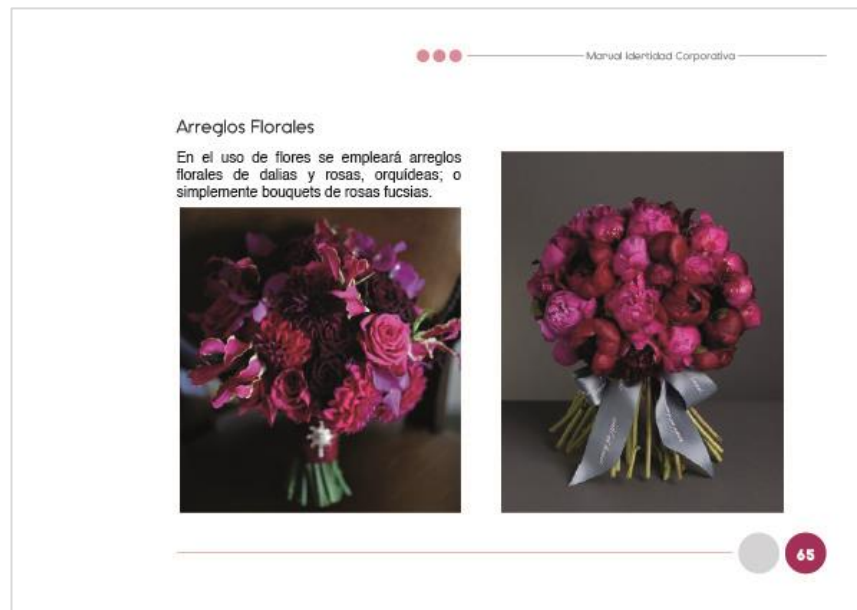 Manual Identidad Corporativa
Arreglos Florales
En el uso de flores se empleará arreglos
florales de dalias y rosas, orquídeas; o
simplemente bouquets de rosas fucsias.
65